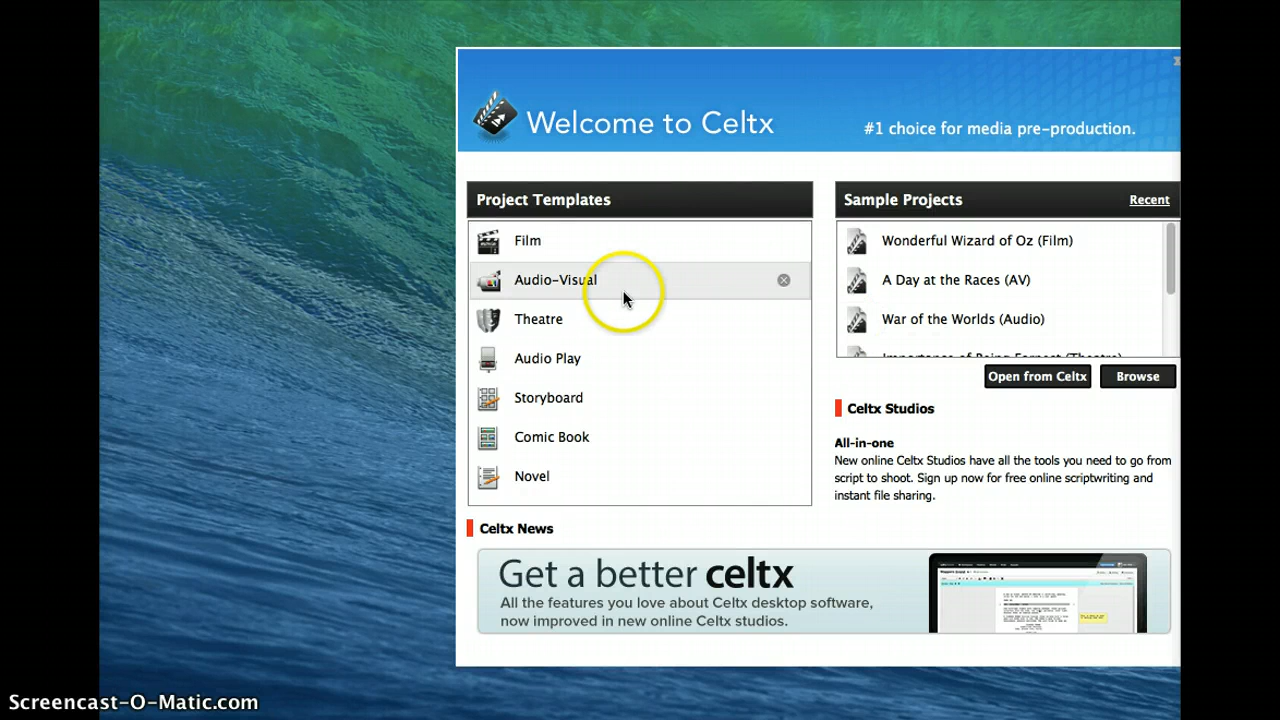 Welcome to Celtx
#1 choice for media pre-production.
Project Templates
Film
Audio-Visual
Theatre
Audio Play
Storyboard
Comic Book
Novel
Sample Projects
Recent
Wonderful Wizard of Oz (Film)
A Day at the Races (AV)
War of the Worlds (Audio)
Importance of Being Earnest (Theatre)
Open from Celtx
Browse
Celtx Studios
All-in-one
New online Celtx Studios have all the tools you need to go from
script to shoot. Sign up now for free online scriptwriting and
instant file sharing.
Celtx News
Get a better celtx
All the features you love about Celtx desktop software,
now improved in new online Celtx studios.
Screencast-O-Matic.com